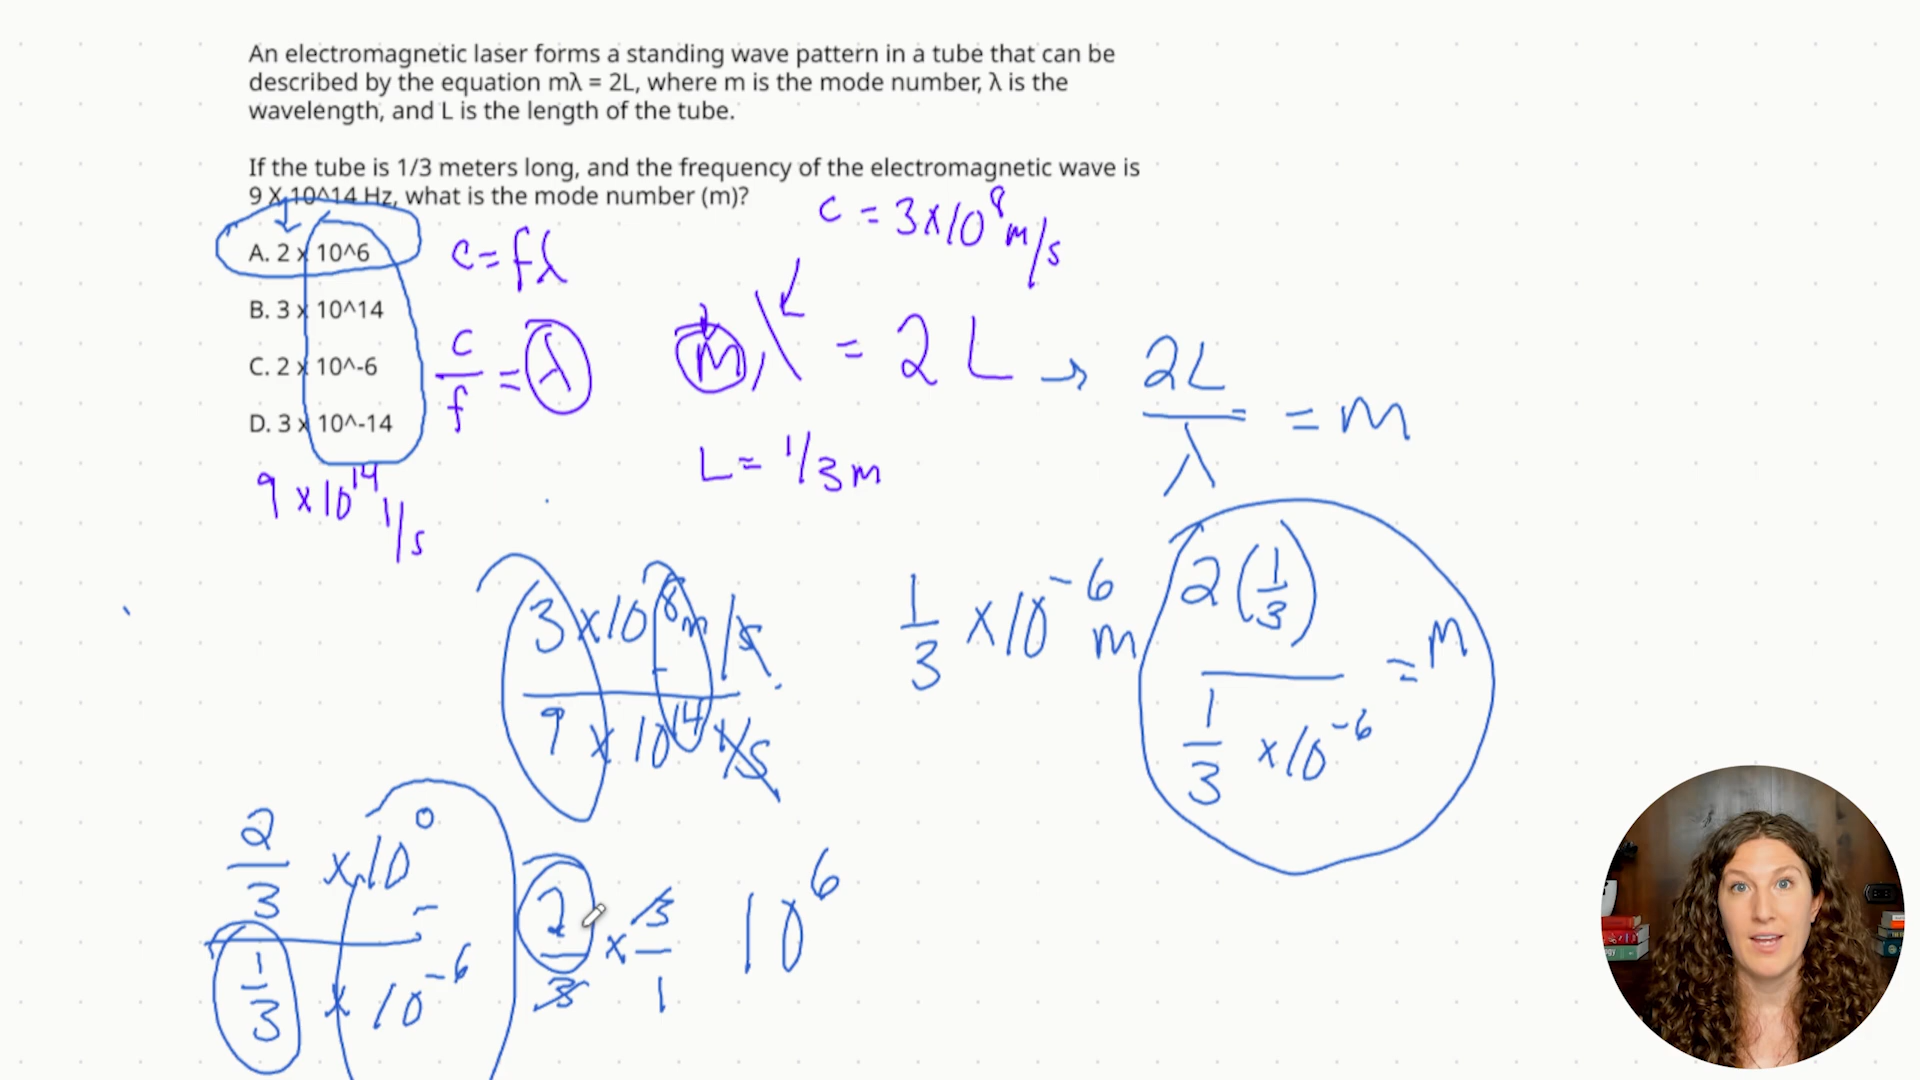 An electromagnetic laser forms a standing wave pattern in a tube that can be
described by the equation mλ = 2L, where m is the mode number, λ is the
wavelength, and L is the length of the tube.
If the tube is 1/3 meters long, and the frequency of the electromagnetic wave is
9 X 10^14 Hz, what is the mode number (m)?
c = 3×10^8 m/s
A. 2 x 10^6
c = fλ
B. 3 x 10^14
c/f = λ
mλ = 2L → 2L/λ = m
C. 2 x 10^-6
D. 3 x 10^-14
L = 1/3 m
9 × 10^14 1/s
3×10^8 m/s
9 × 10^14 1/s
1/3 × 10^-6 m
2(1/3)
1/3 × 10^-6
= m
2/3 × 10^0
1/3 × 10^-6
2/3 × 3/1
10^6